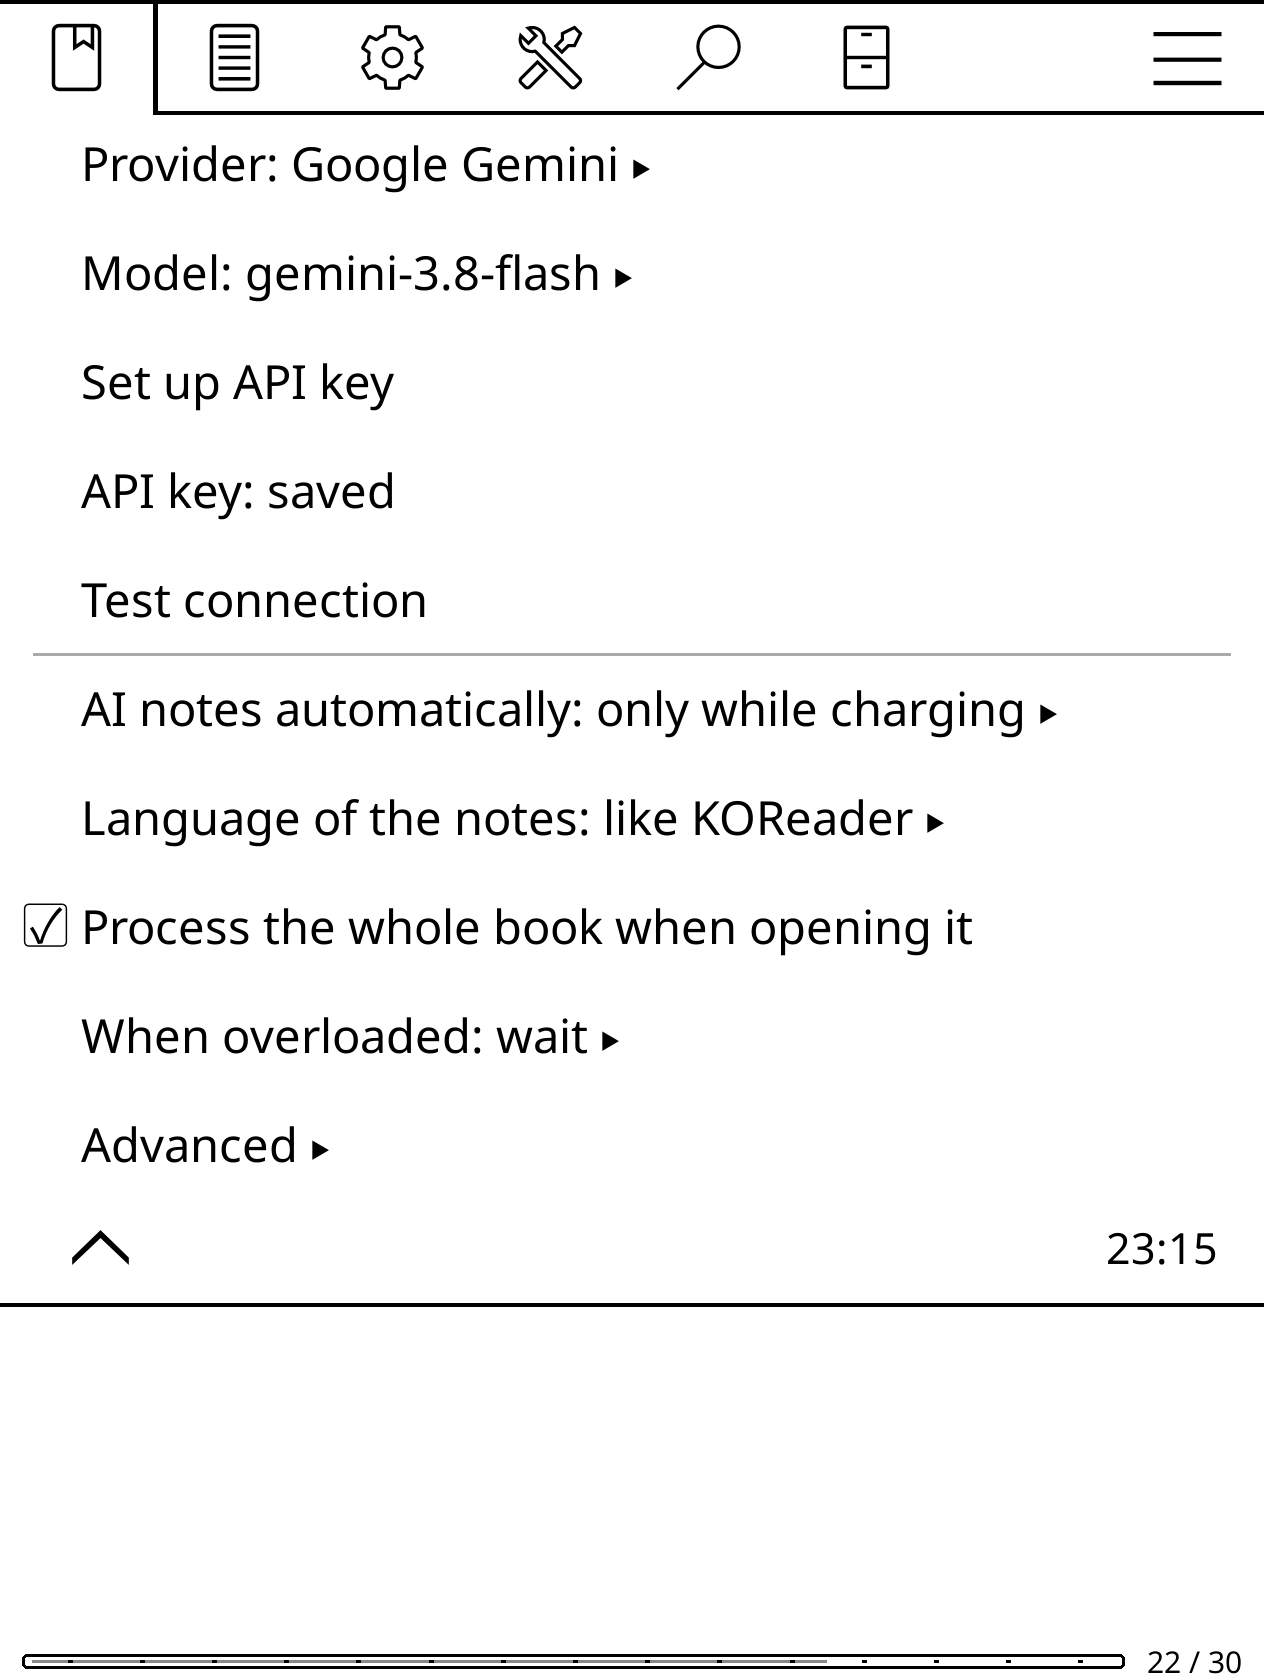 Provider: Google Gemini ▸
Model: gemini-3.8-flash ▸
Set up API key
API key: saved
Test connection
AI notes automatically: only while charging ▸
Language of the notes: like KOReader ▸
Process the whole book when opening it
When overloaded: wait ▸
Advanced ▸
23:15
22 / 30